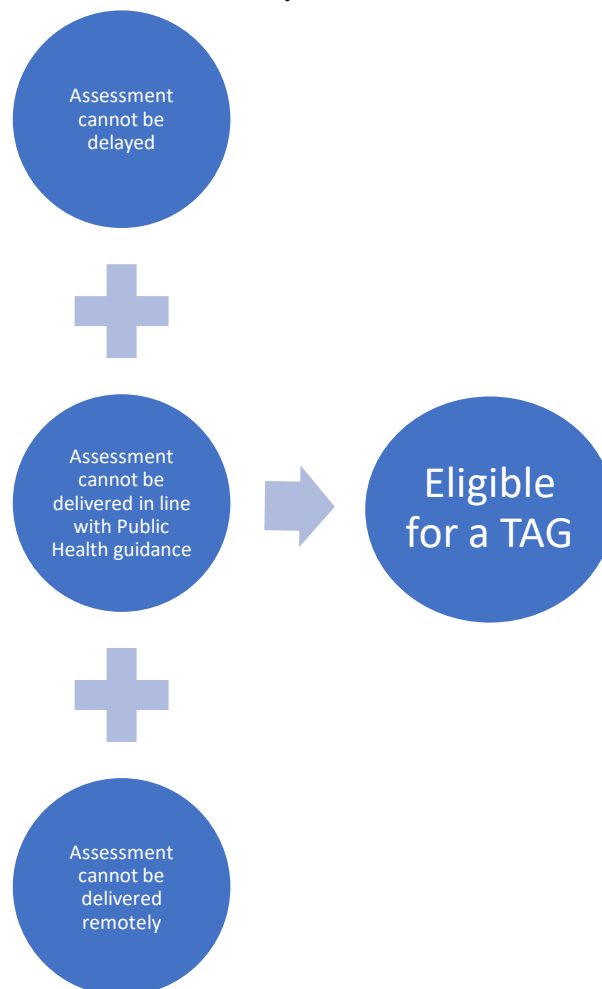 Assessment
cannot be
delayed
Assessment
cannot be
delivered in line
with Public
Health guidance
Eligible
for a TAG
Assessment
cannot be
delivered
remotely